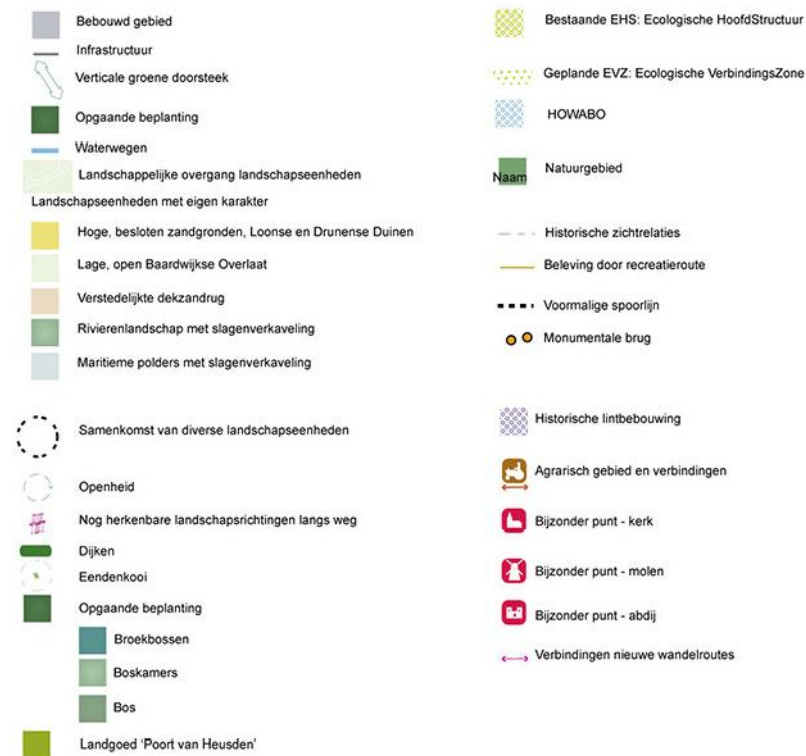 Bebouwd gebied
Infrastructuur
Verticale groene doorsteek
Opgaande beplanting
Waterwegen
Landschappelijke overgang landschapseenheden
Landschapseenheden met eigen karakter
Hoge, besloten zandgronden, Loonse en Drunense Duinen
Lage, open Baardwijkse Overlaat
Verstedelijkte dekzandrug
Rivierenlandschap met slagenverkaveling
Maritieme polders met slagenverkaveling
Samenkomst van diverse landschapseenheden
Openheid
Nog herkenbare landschapsrichtingen langs weg
Dijken
Eendenkooi
Opgaande beplanting
Broekbossen
Boskamers
Bos
Landgoed 'Poort van Heusden'
Bestaande EHS: Ecologische HoofdStructuur
Geplande EVZ: Ecologische VerbindingsZone
HOWABO
Naam Natuurgebied
Historische zichtrelaties
Beleving door recreatieroute
Voormalige spoorlijn
Monumentale brug
Historische lintbebouwing
Agrarisch gebied en verbindingen
Bijzonder punt - kerk
Bijzonder punt - molen
Bijzonder punt - abdij
Verbindingen nieuwe wandelroutes